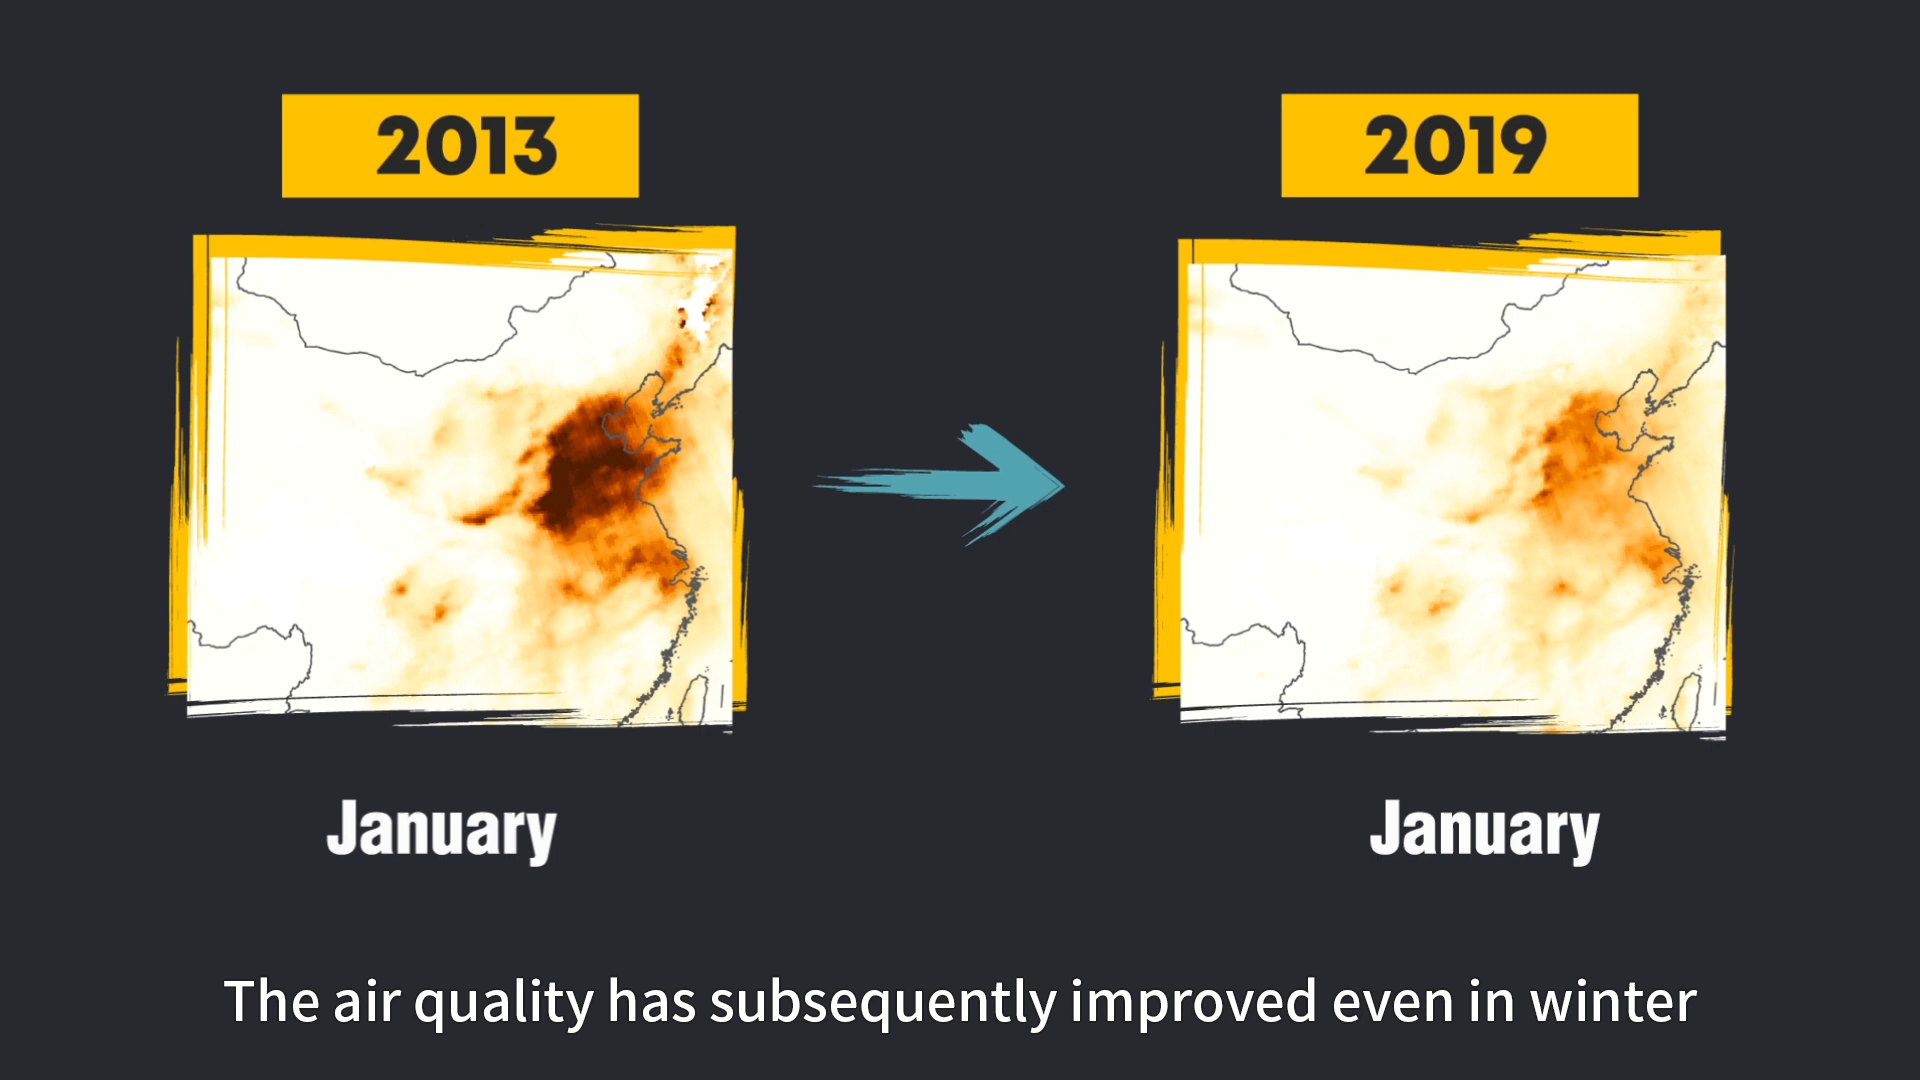 2013
2019
January
January
The air quality has subsequently improved even in winter